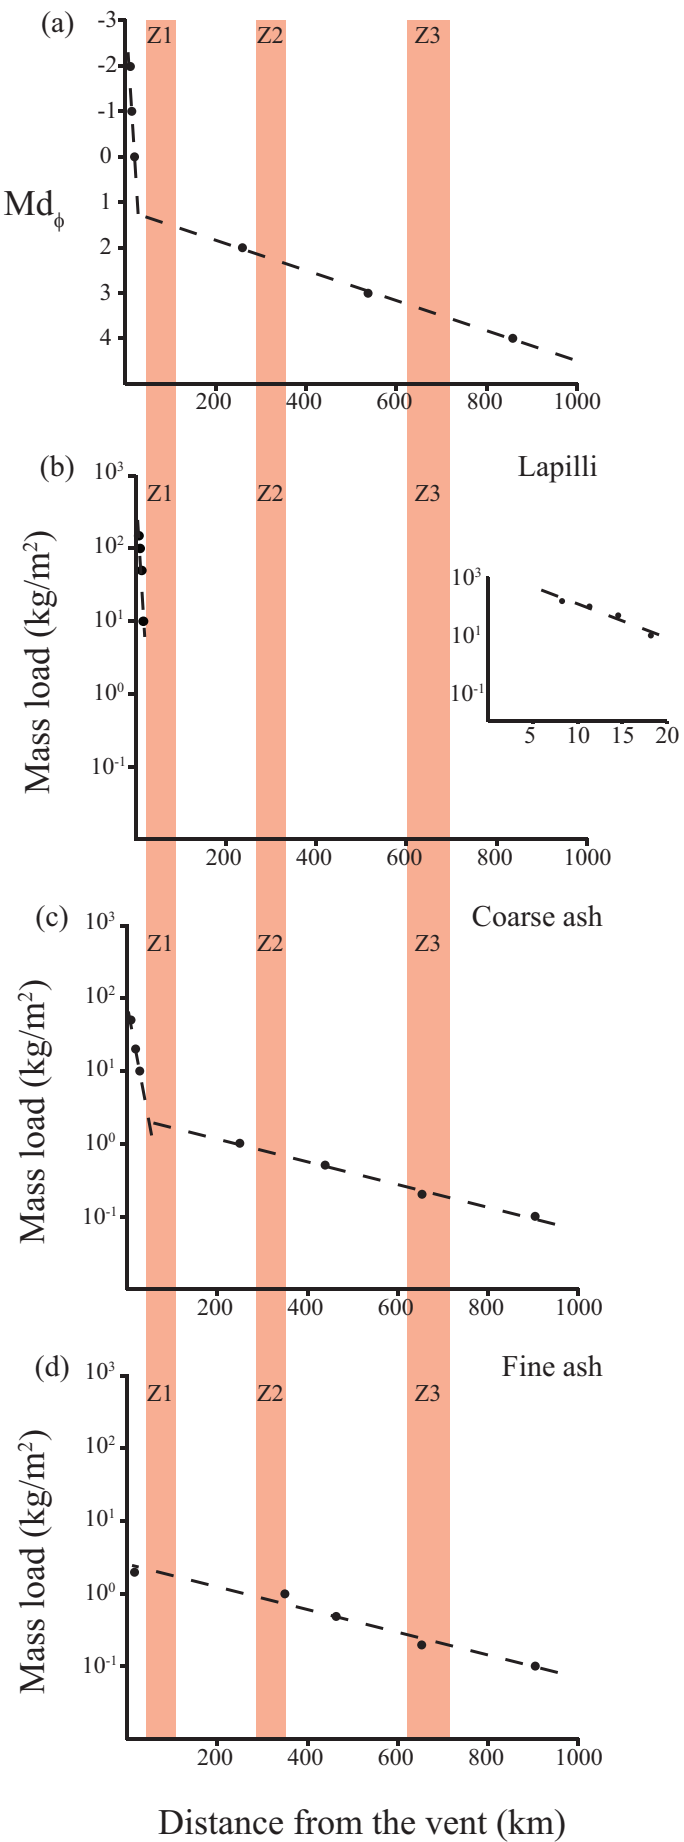 (a)
-3
Z1 Z2 Z3
-2
-1
0
1
Mdϕ
2
3
4
200 400 600 800 1000
(b)
Lapilli
10³
Z1 Z2 Z3
10²
10¹
10⁰
10⁻¹
Mass load (kg/m²)
10³
10¹
10⁻¹
5 10 15 20
200 400 600 800 1000
(c)
Coarse ash
10³
Z1 Z2 Z3
10²
10¹
10⁰
10⁻¹
Mass load (kg/m²)
200 400 600 800 1000
(d)
Fine ash
10³
Z1 Z2 Z3
10²
10¹
10⁰
10⁻¹
Mass load (kg/m²)
200 400 600 800 1000
Distance from the vent (km)